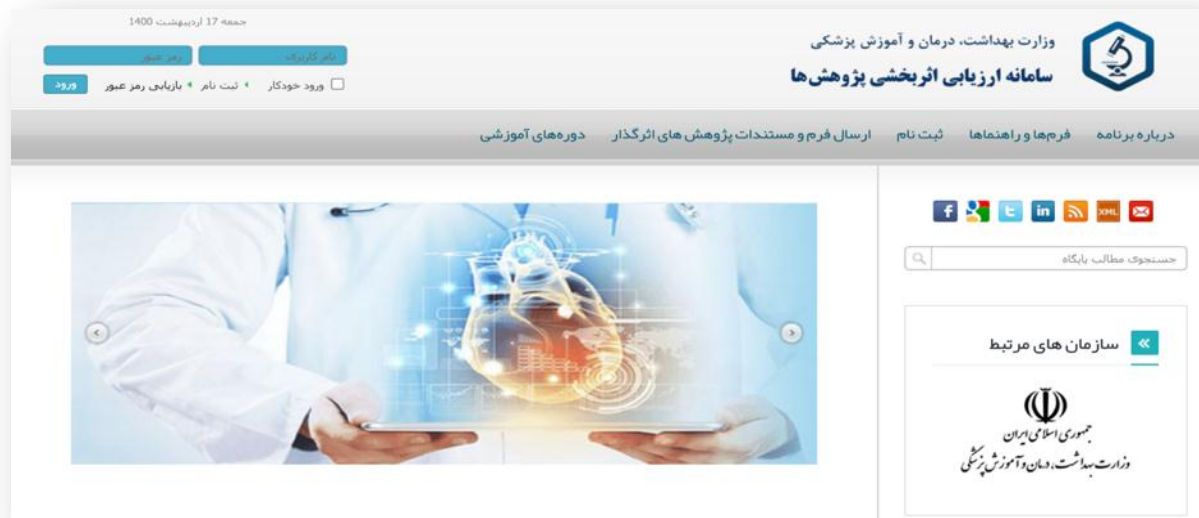 جمعه 17 اردیبهشت 1400
وزارت بهداشت، درمان و آموزش پزشکی
سامانه ارزیابی اثربخشی پژوهش ها
نام کاربری
رمز عبور
ورود خودکار
ثبت نام
بازیابی رمز عبور
ورود
درباره برنامه
فرم‌ها و راهنماها
ثبت نام
ارسال فرم و مستندات پژوهش های اثرگذار
دوره‌های آموزشی
XML
جستجوی مطالب پایگاه
سازمان های مرتبط
جمهوری اسلامی ایران
وزارت بهداشت، درمان و آموزش پزشکی